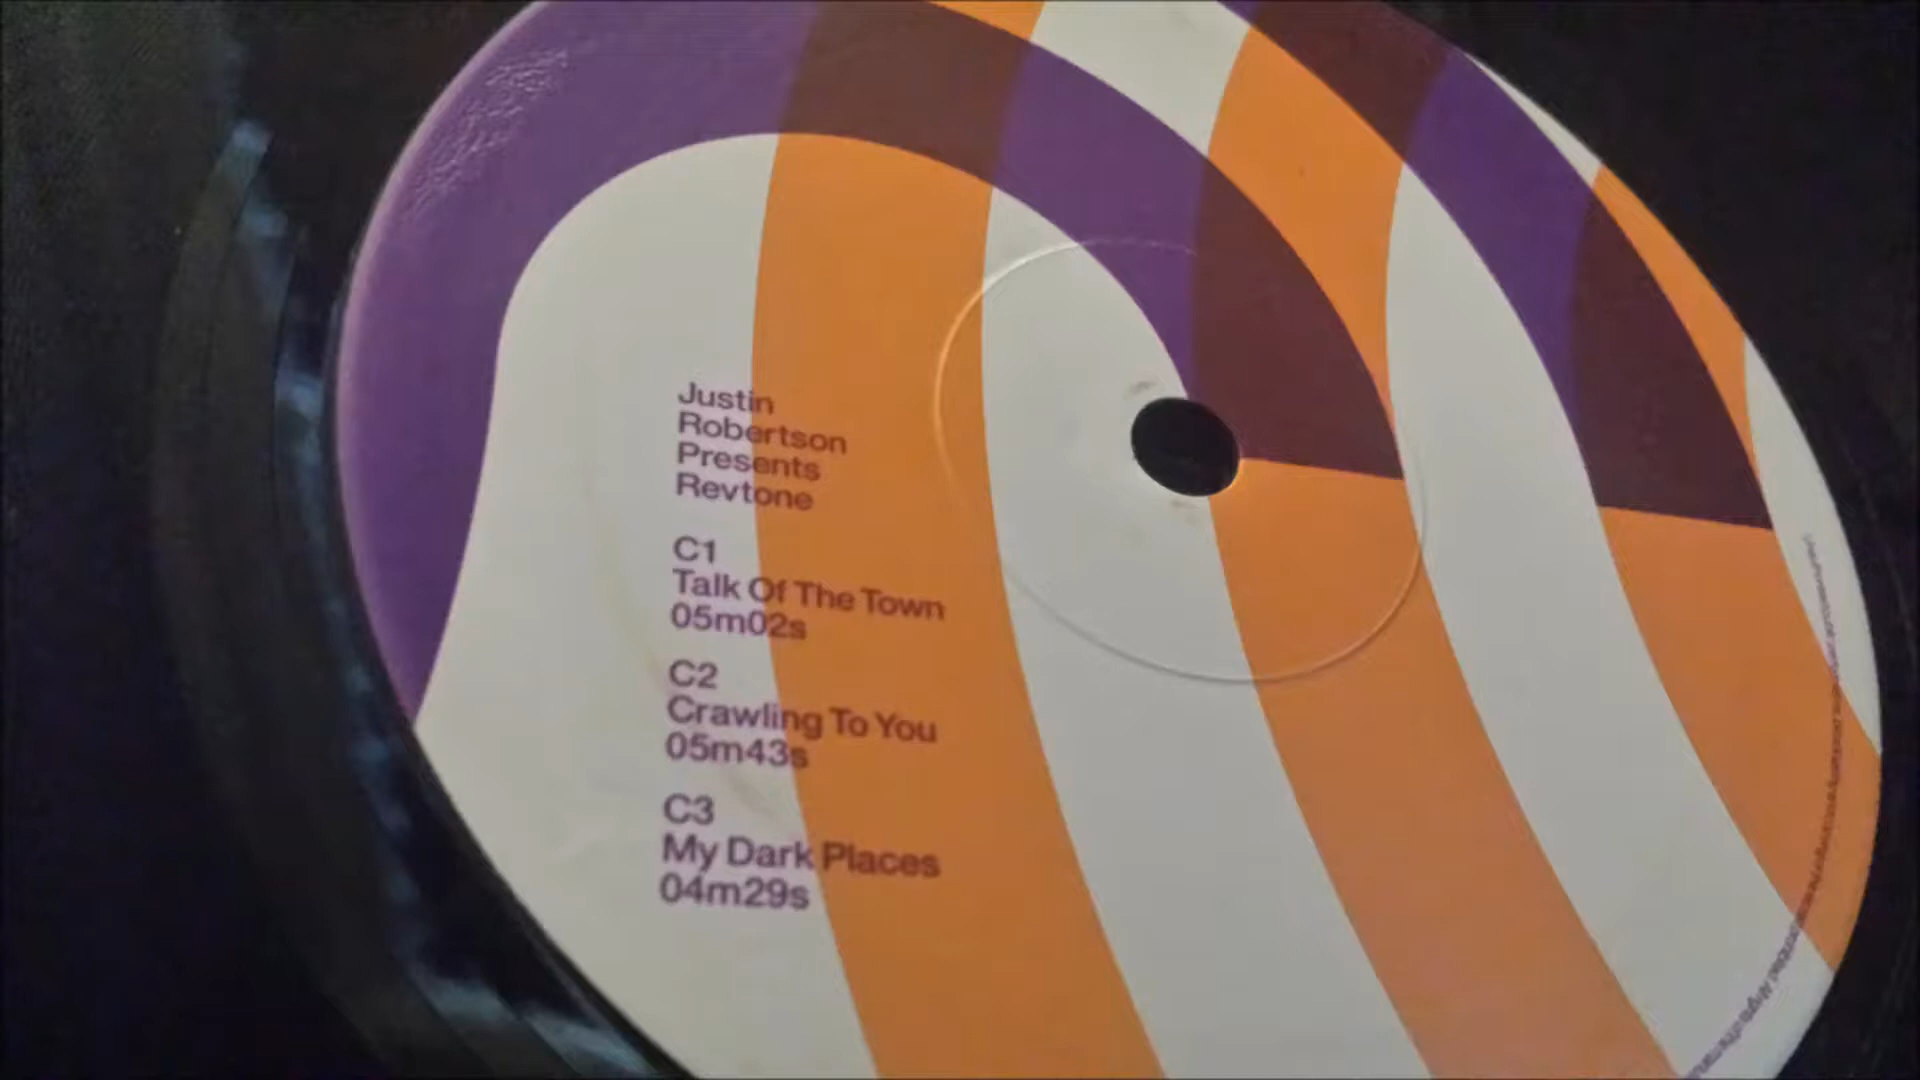 Justin
Robertson
Presents
Revtone
C1
Talk Of The Town
05m02s
C2
Crawling To You
05m43s
C3
My Dark Places
04m29s